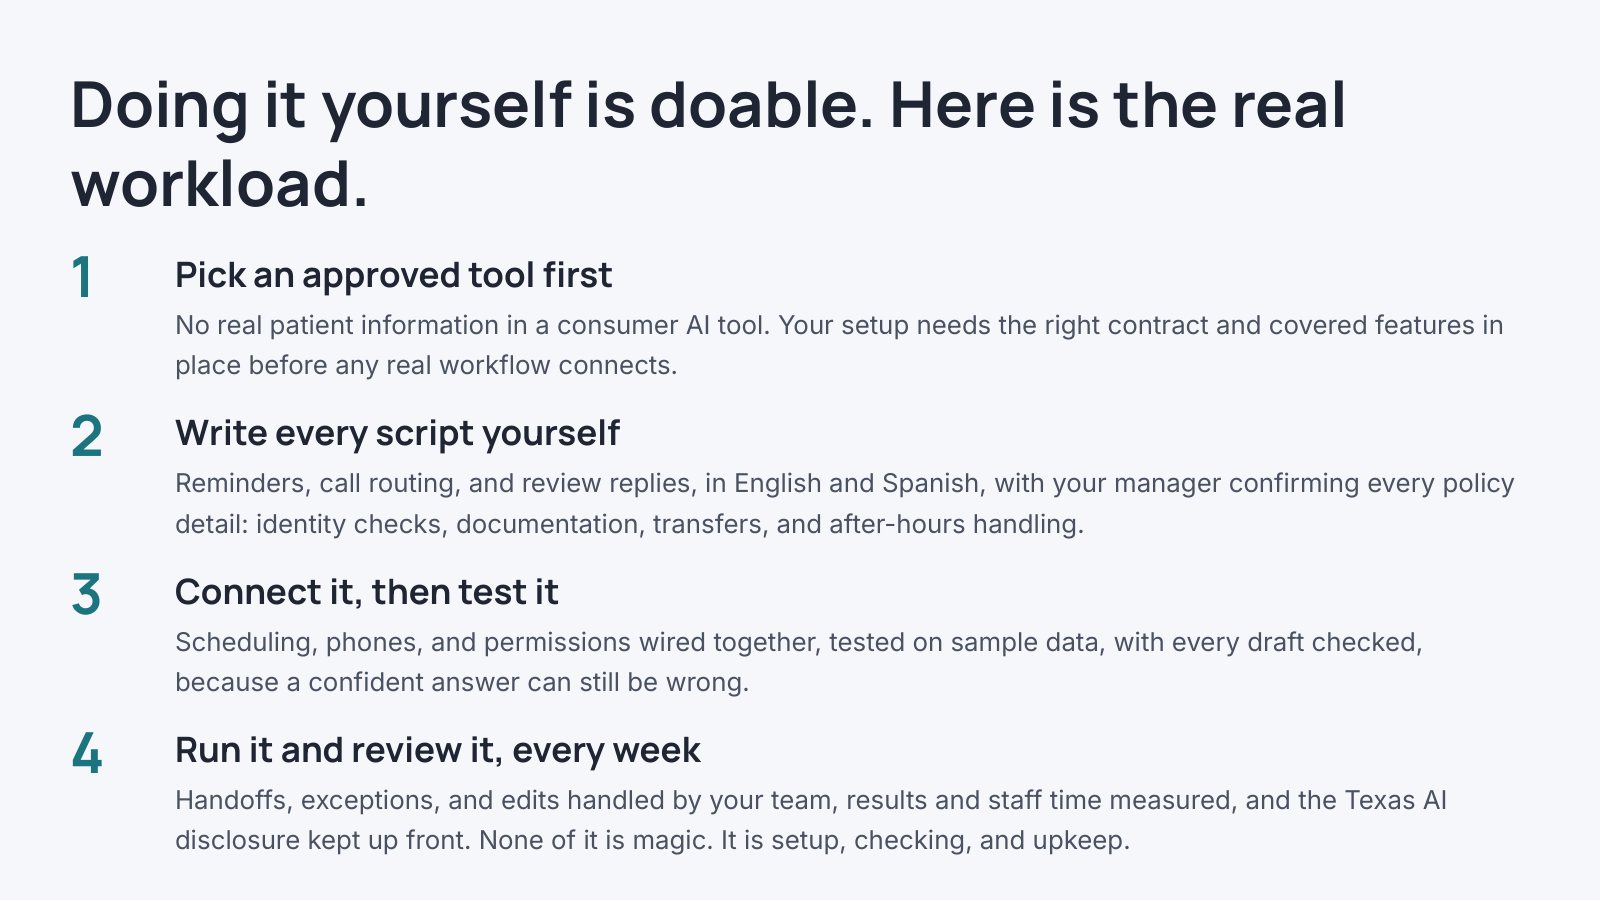 Doing it yourself is doable. Here is the real
workload.
1
Pick an approved tool first
No real patient information in a consumer AI tool. Your setup needs the right contract and covered features in
place before any real workflow connects.
2
Write every script yourself
Reminders, call routing, and review replies, in English and Spanish, with your manager confirming every policy
detail: identity checks, documentation, transfers, and after-hours handling.
3
Connect it, then test it
Scheduling, phones, and permissions wired together, tested on sample data, with every draft checked,
because a confident answer can still be wrong.
4
Run it and review it, every week
Handoffs, exceptions, and edits handled by your team, results and staff time measured, and the Texas AI
disclosure kept up front. None of it is magic. It is setup, checking, and upkeep.